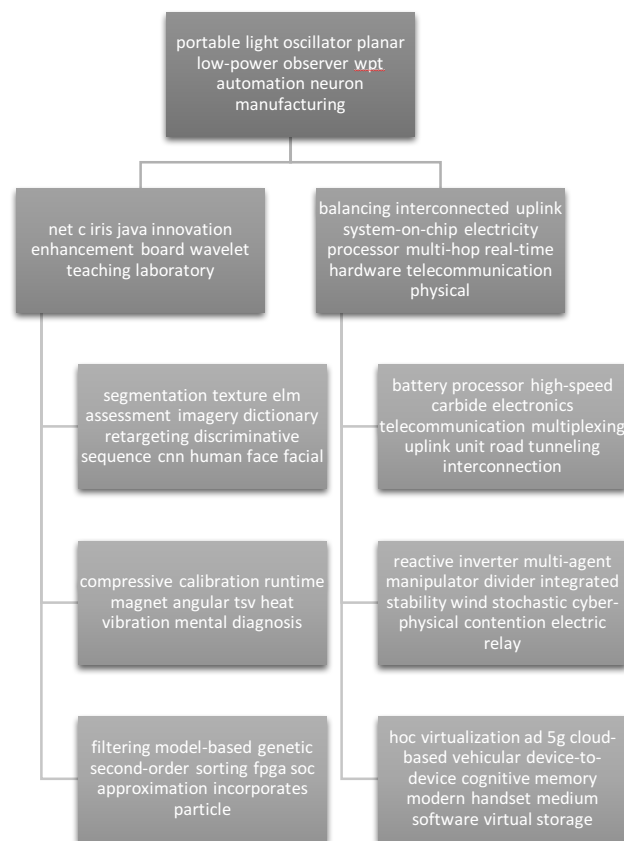 portable light oscillator planar
low-power observer wpt
automation neuron
manufacturing
net c iris java innovation
enhancement board wavelet
teaching laboratory
balancing interconnected uplink
system-on-chip electricity
processor multi-hop real-time
hardware telecommunication
physical
segmentation texture elm
assessment imagery dictionary
retargeting discriminative
sequence cnn human face facial
battery processor high-speed
carbide electronics
telecommunication multiplexing
uplink unit road tunneling
interconnection
compressive calibration runtime
magnet angular tsv heat
vibration mental diagnosis
reactive inverter multi-agent
manipulator divider integrated
stability wind stochastic cyber-
physical contention electric
relay
filtering model-based genetic
second-order sorting fpga soc
approximation incorporates
particle
hoc virtualization ad 5g cloud-
based vehicular device-to-
device cognitive memory
modern handset medium
software virtual storage